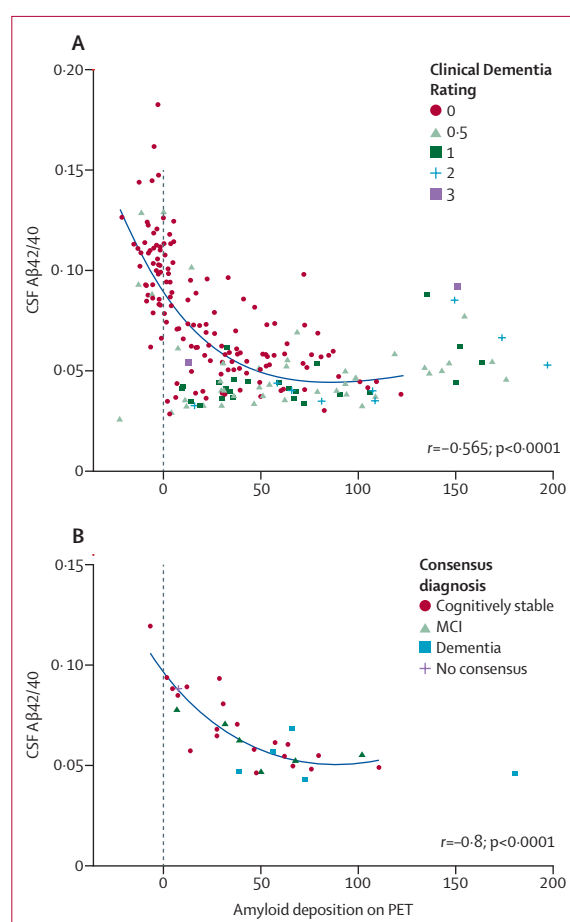 A
0·20
0·15
0·10
0·05
0
CSF Aβ42/40
Clinical Dementia
Rating
0
0·5
1
2
3
r=–0·565; p<0·0001
0
50
100
150
200
B
0·15
0·10
0·05
0
CSF Aβ42/40
Consensus
diagnosis
Cognitively stable
MCI
Dementia
No consensus
r=–0·8; p<0·0001
0
50
100
150
200
Amyloid deposition on PET